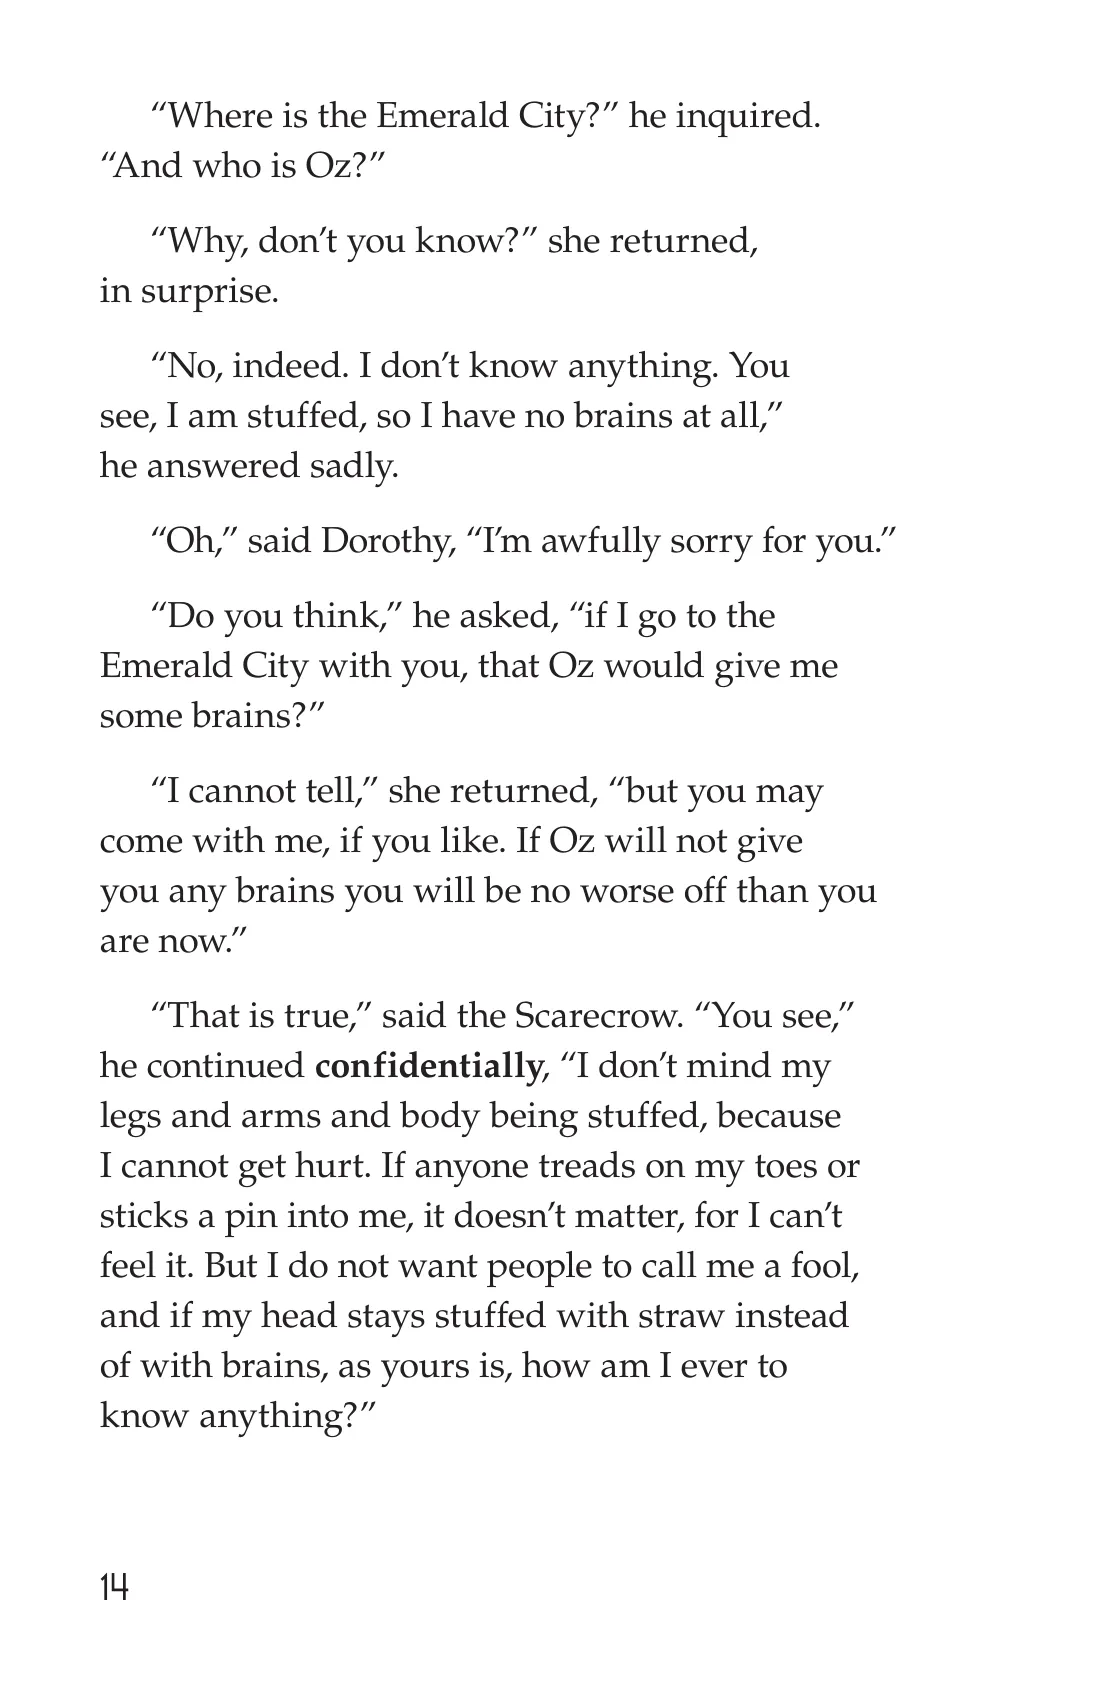 “Where is the Emerald City?” he inquired.
“And who is Oz?”
“Why, don’t you know?” she returned,
in surprise.
“No, indeed. I don’t know anything. You
see, I am stuffed, so I have no brains at all,”
he answered sadly.
“Oh,” said Dorothy, “I’m awfully sorry for you.”
“Do you think,” he asked, “if I go to the
Emerald City with you, that Oz would give me
some brains?”
“I cannot tell,” she returned, “but you may
come with me, if you like. If Oz will not give
you any brains you will be no worse off than you
are now.”
“That is true,” said the Scarecrow. “You see,”
he continued confidentially, “I don’t mind my
legs and arms and body being stuffed, because
I cannot get hurt. If anyone treads on my toes or
sticks a pin into me, it doesn’t matter, for I can’t
feel it. But I do not want people to call me a fool,
and if my head stays stuffed with straw instead
of with brains, as yours is, how am I ever to
know anything?”
14